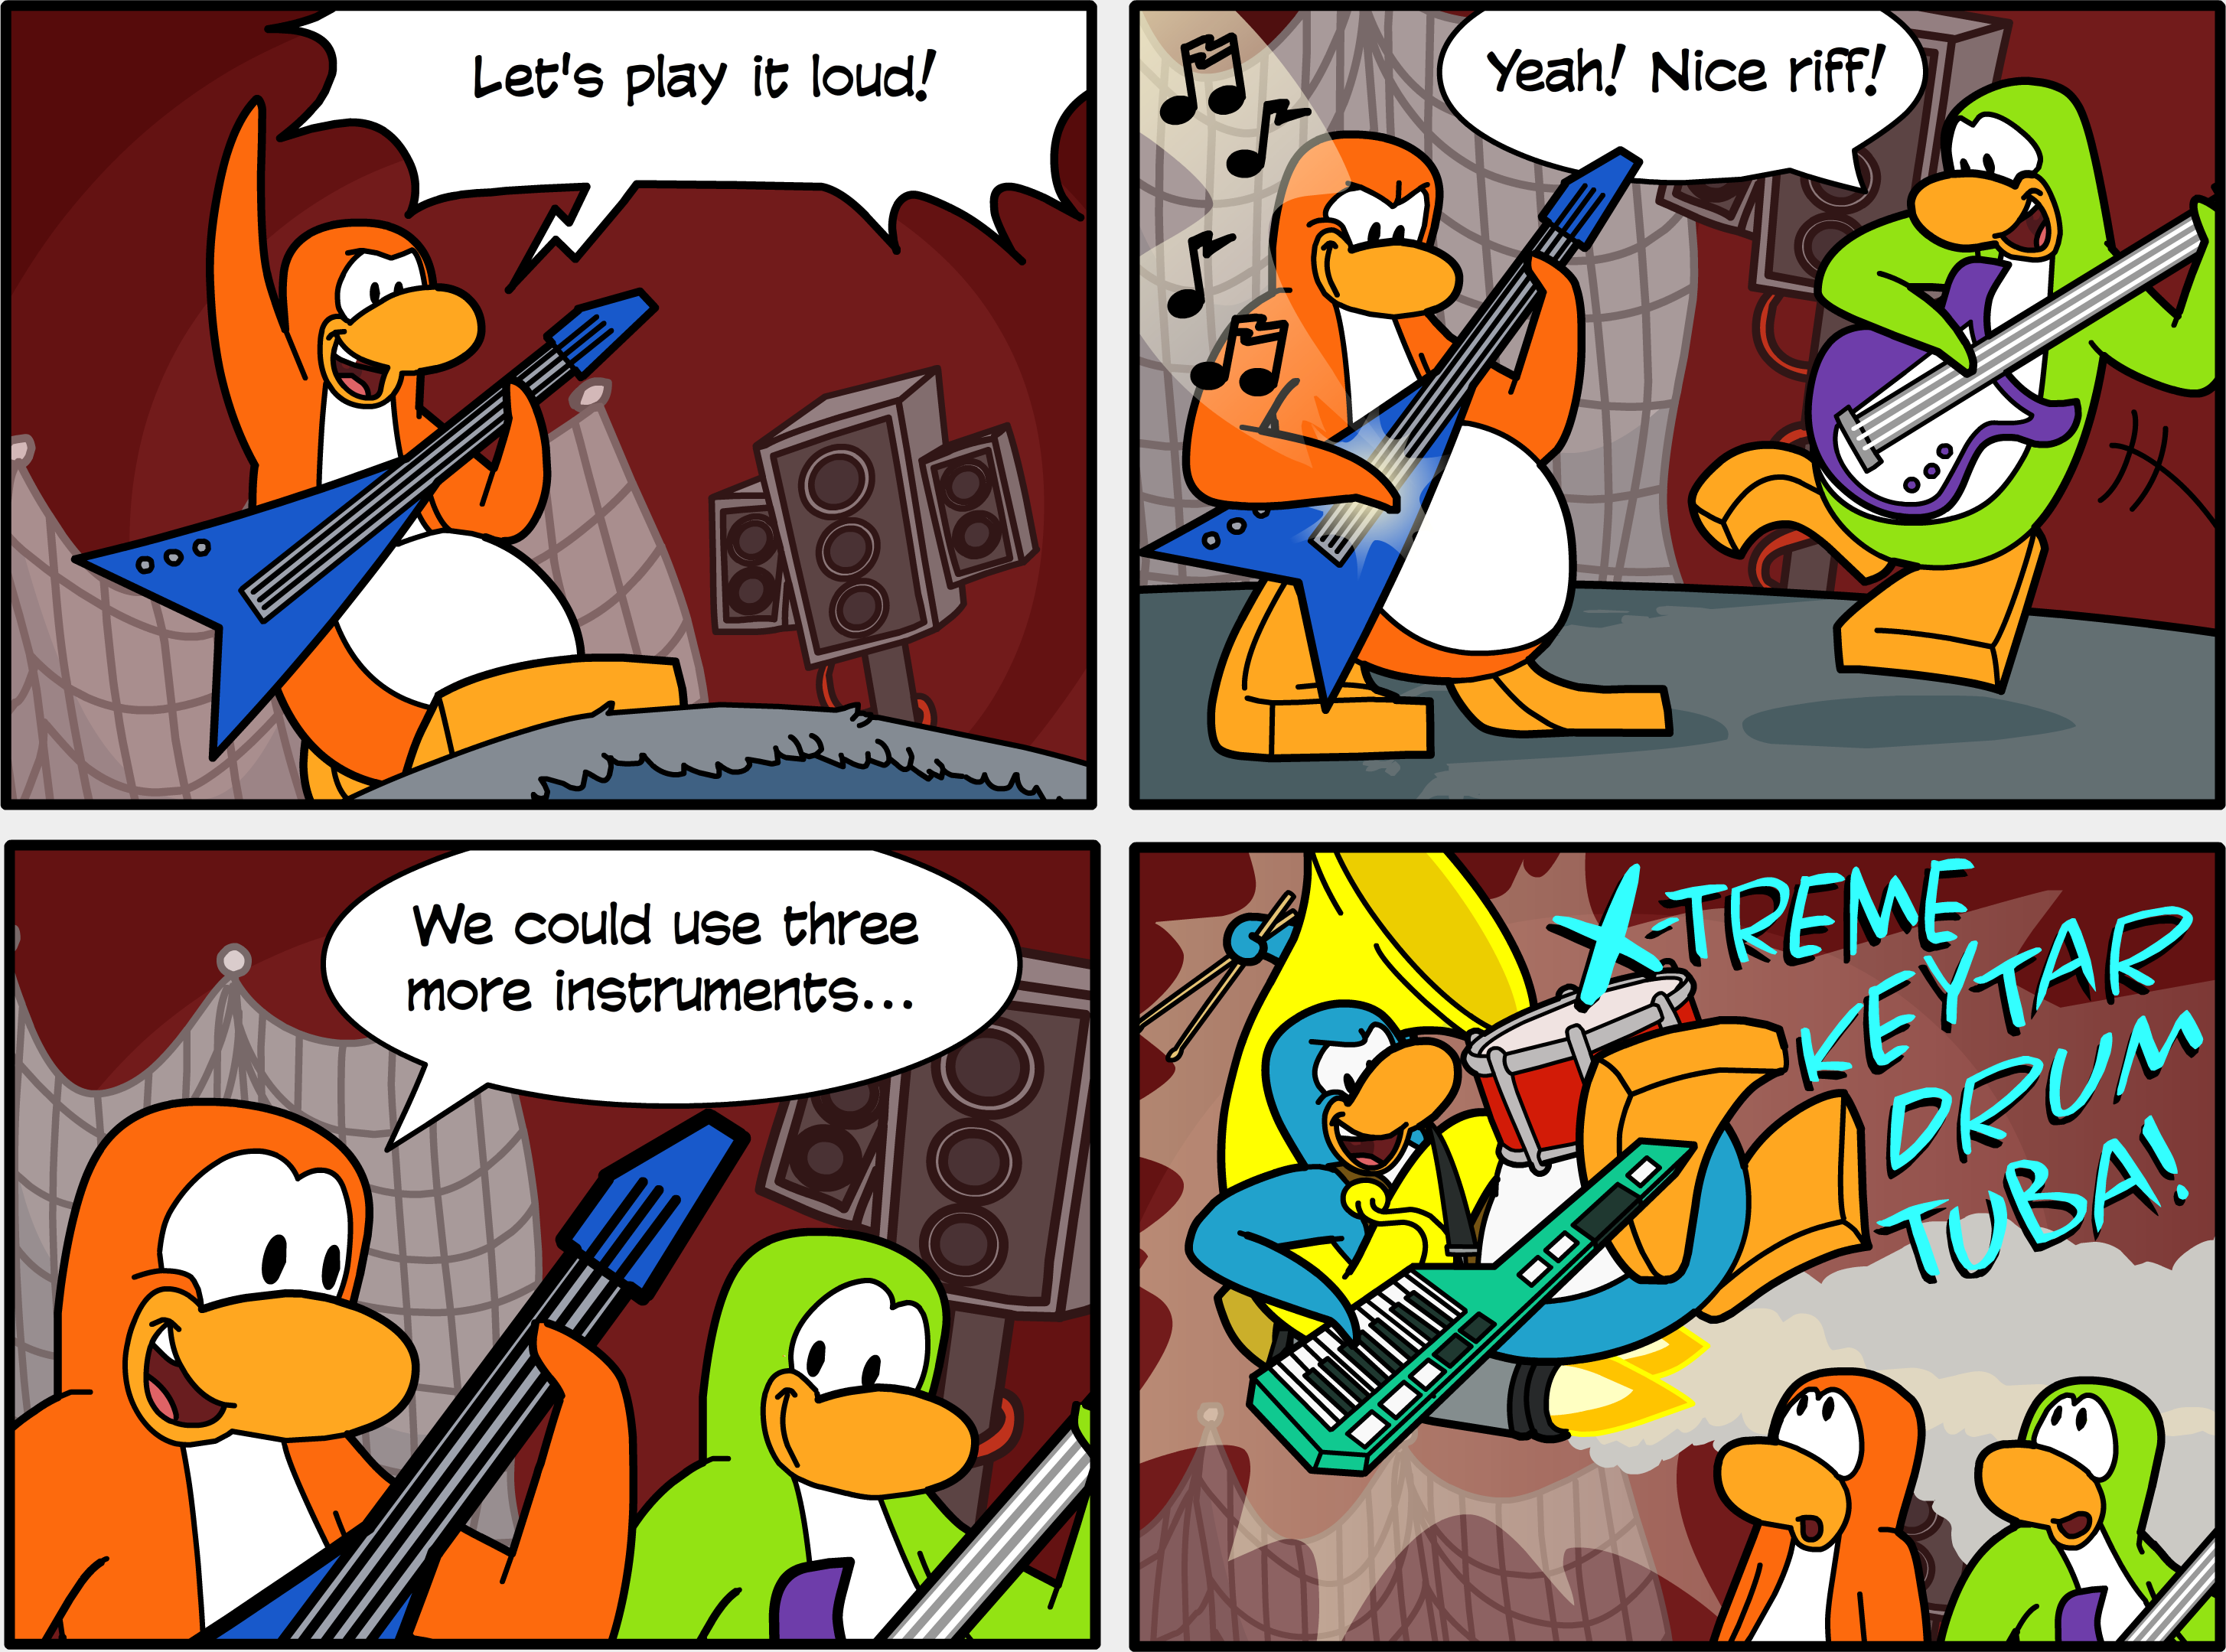 Let's play it loud!
Yeah! Nice riff!
We could use three
more instruments...
X-TREME
KEYTAR
DRUM
TUBA!